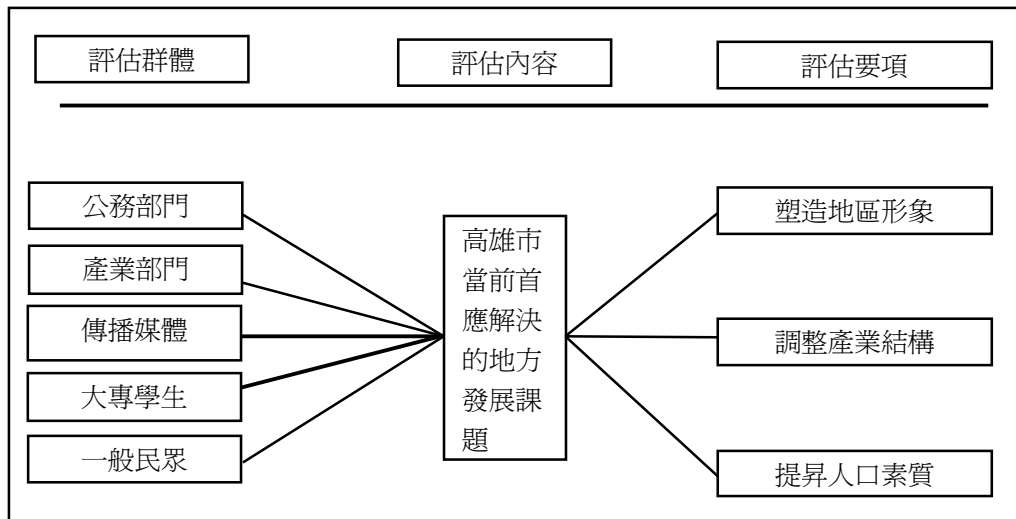 評估群體
評估內容
評估要項
公務部門
產業部門
傳播媒體
大專學生
一般民眾
高雄市
當前首
應解決
的地方
發展課
題
塑造地區形象
調整產業結構
提昇人口素質